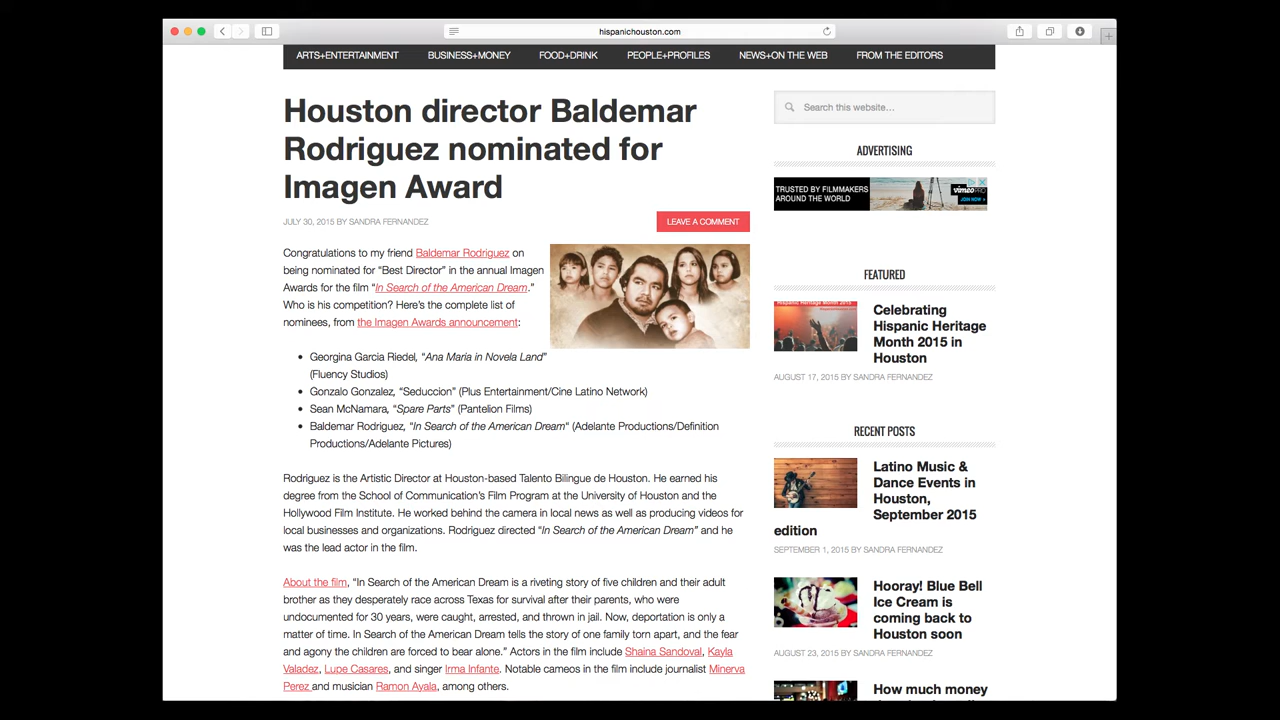 hispanichouston.com
ARTS+ENTERTAINMENT BUSINESS+MONEY FOOD+DRINK PEOPLE+PROFILES NEWS+ON THE WEB FROM THE EDITORS
Houston director Baldemar
Rodriguez nominated for
Imagen Award
JULY 30, 2015 BY SANDRA FERNANDEZ
LEAVE A COMMENT
Congratulations to my friend Baldemar Rodriguez on
being nominated for “Best Director” in the annual Imagen
Awards for the film “In Search of the American Dream.”
Who is his competition? Here’s the complete list of
nominees, from the Imagen Awards announcement:
• Georgina Garcia Riedel, “Ana Maria in Novela Land”
(Fluency Studios)
• Gonzalo Gonzalez, “Seduccion” (Plus Entertainment/Cine Latino Network)
• Sean McNamara, “Spare Parts” (Pantelion Films)
• Baldemar Rodriguez, “In Search of the American Dream“ (Adelante Productions/Definition
Productions/Adelante Pictures)
Rodriguez is the Artistic Director at Houston-based Talento Bilingue de Houston. He earned his
degree from the School of Communication’s Film Program at the University of Houston and the
Hollywood Film Institute. He worked behind the camera in local news as well as producing videos for
local businesses and organizations. Rodriguez directed “In Search of the American Dream” and he
was the lead actor in the film.
About the film, “In Search of the American Dream is a riveting story of five children and their adult
brother as they desperately race across Texas for survival after their parents, who were
undocumented for 30 years, were caught, arrested, and thrown in jail. Now, deportation is only a
matter of time. In Search of the American Dream tells the story of one family torn apart, and the fear
and agony the children are forced to bear alone.” Actors in the film include Shaina Sandoval, Kayla
Valadez, Lupe Casares, and singer Irma Infante. Notable cameos in the film include journalist Minerva
Perez and musician Ramon Ayala, among others.
Search this website…
ADVERTISING
TRUSTED BY FILMMAKERS
AROUND THE WORLD
vimeo PRO
JOIN NOW
FEATURED
Hispanic Heritage Month 2015
Celebrating
Hispanic Heritage
Month 2015 in
Houston
AUGUST 17, 2015 BY SANDRA FERNANDEZ
RECENT POSTS
Latino Music &
Dance Events in
Houston,
September 2015
edition
SEPTEMBER 1, 2015 BY SANDRA FERNANDEZ
Hooray! Blue Bell
Ice Cream is
coming back to
Houston soon
AUGUST 23, 2015 BY SANDRA FERNANDEZ
How much money